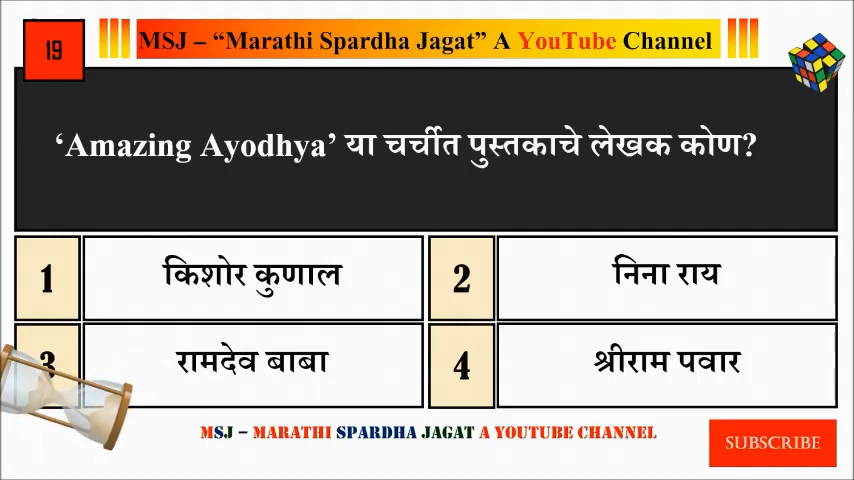 19
MSJ – “Marathi Spardha Jagat” A YouTube Channel
‘Amazing Ayodhya’ या चर्चीत पुस्तकाचे लेखक कोण?
1 किशोर कुणाल 2 निना राय
3 रामदेव बाबा 4 श्रीराम पवार
MSJ – MARATHI SPARDHA JAGAT A YOUTUBE CHANNEL
SUBSCRIBE